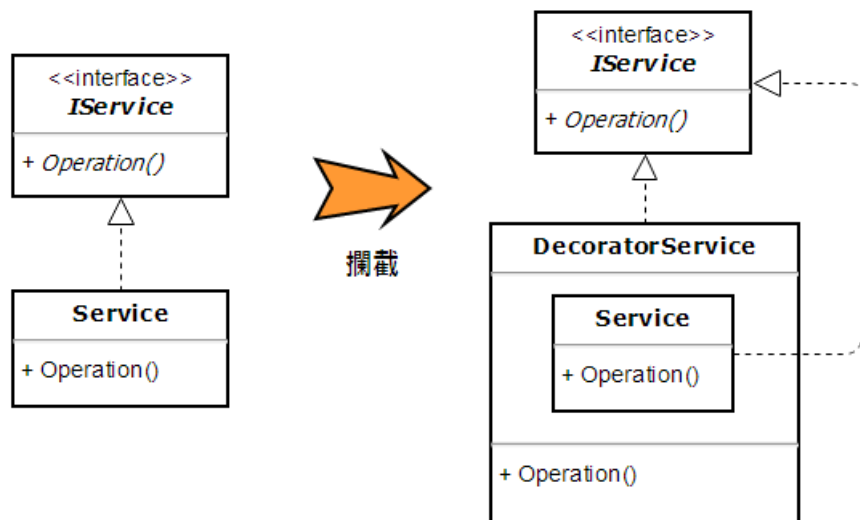 <<interface>>
IService
+ Operation()
Service
+ Operation()
攔截
<<interface>>
IService
+ Operation()
DecoratorService
Service
+ Operation()
+ Operation()